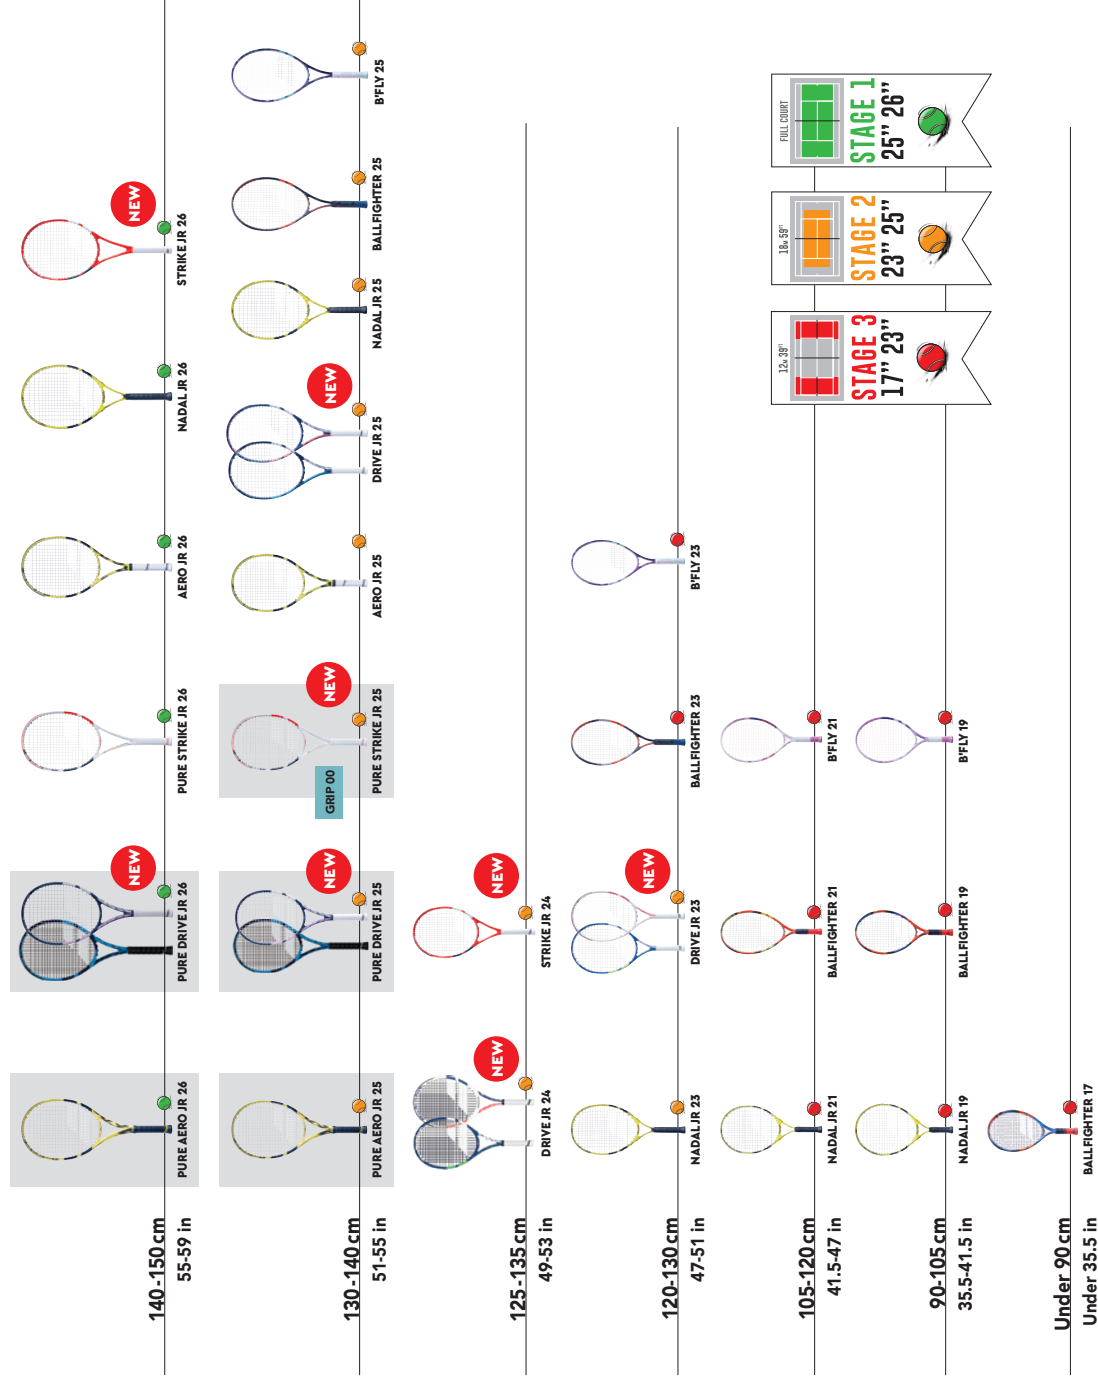 140-150 cm
55-59 in
PURE AERO JR 26
PURE DRIVE JR 26
NEW
PURE STRIKE JR 26
AERO JR 26
NADAL JR 26
STRIKE JR 26
NEW
130-140 cm
51-55 in
PURE AERO JR 25
PURE DRIVE JR 25
NEW
GRIP 00
PURE STRIKE JR 25
NEW
AERO JR 25
DRIVE JR 25
NEW
NADAL JR 25
BALLFIGHTER 25
B'FLY 25
125-135 cm
49-53 in
DRIVE JR 24
NEW
STRIKE JR 24
NEW
120-130 cm
47-51 in
NADAL JR 23
DRIVE JR 23
NEW
BALLFIGHTER 23
B'FLY 23
105-120 cm
41.5-47 in
NADAL JR 21
BALLFIGHTER 21
B'FLY 21
90-105 cm
35.5-41.5 in
NADAL JR 19
BALLFIGHTER 19
B'FLY 19
Under 90 cm
Under 35.5 in
BALLFIGHTER 17
12M 39FT
STAGE 3
17’’ 23’’
18M 59FT
STAGE 2
23’’ 25’’
FULL COURT
STAGE 1
25’’ 26’’